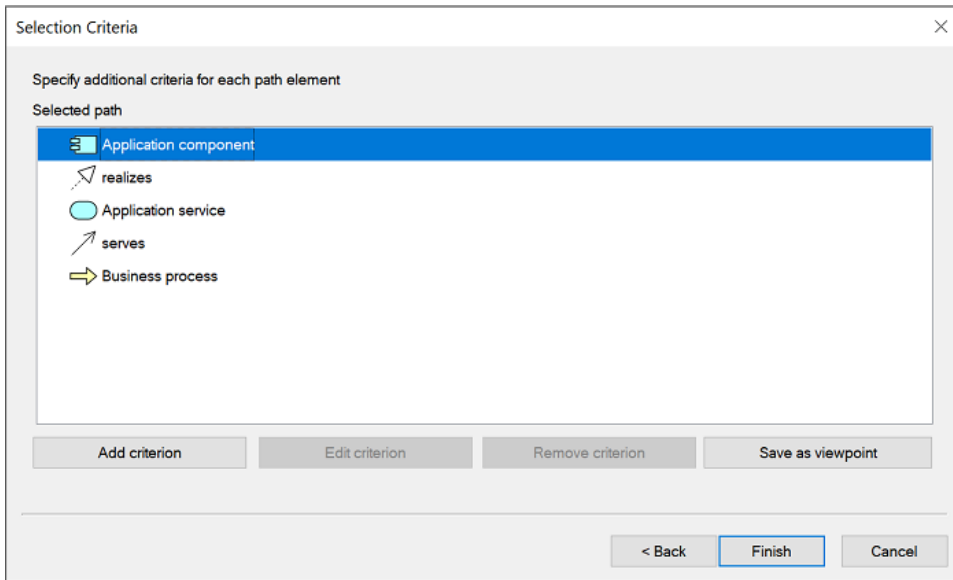 Selection Criteria
Specify additional criteria for each path element
Selected path
Application component
realizes
Application service
serves
Business process
Add criterion
Edit criterion
Remove criterion
Save as viewpoint
< Back
Finish
Cancel